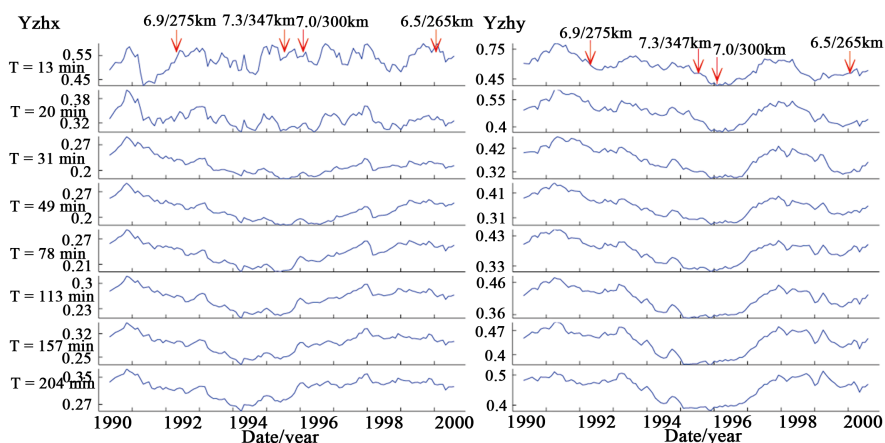 Yzhx
6.9/275km 7.3/347km 7.0/300km 6.5/265km
T = 13 min
0.55
0.45
T = 20 min
0.38
0.32
T = 31 min
0.27
0.2
T = 49 min
0.27
0.2
T = 78 min
0.27
0.21
T = 113 min
0.3
0.23
T = 157 min
0.32
0.25
T = 204 min
0.35
0.27
1990 1992 1994 1996 1998 2000
Date/year
Yzhy
6.9/275km 7.3/347km 7.0/300km 6.5/265km
0.75
0.45
0.55
0.4
0.42
0.32
0.41
0.31
0.43
0.33
0.46
0.36
0.47
0.4
0.5
0.4
1990 1992 1994 1996 1998 2000
Date/year